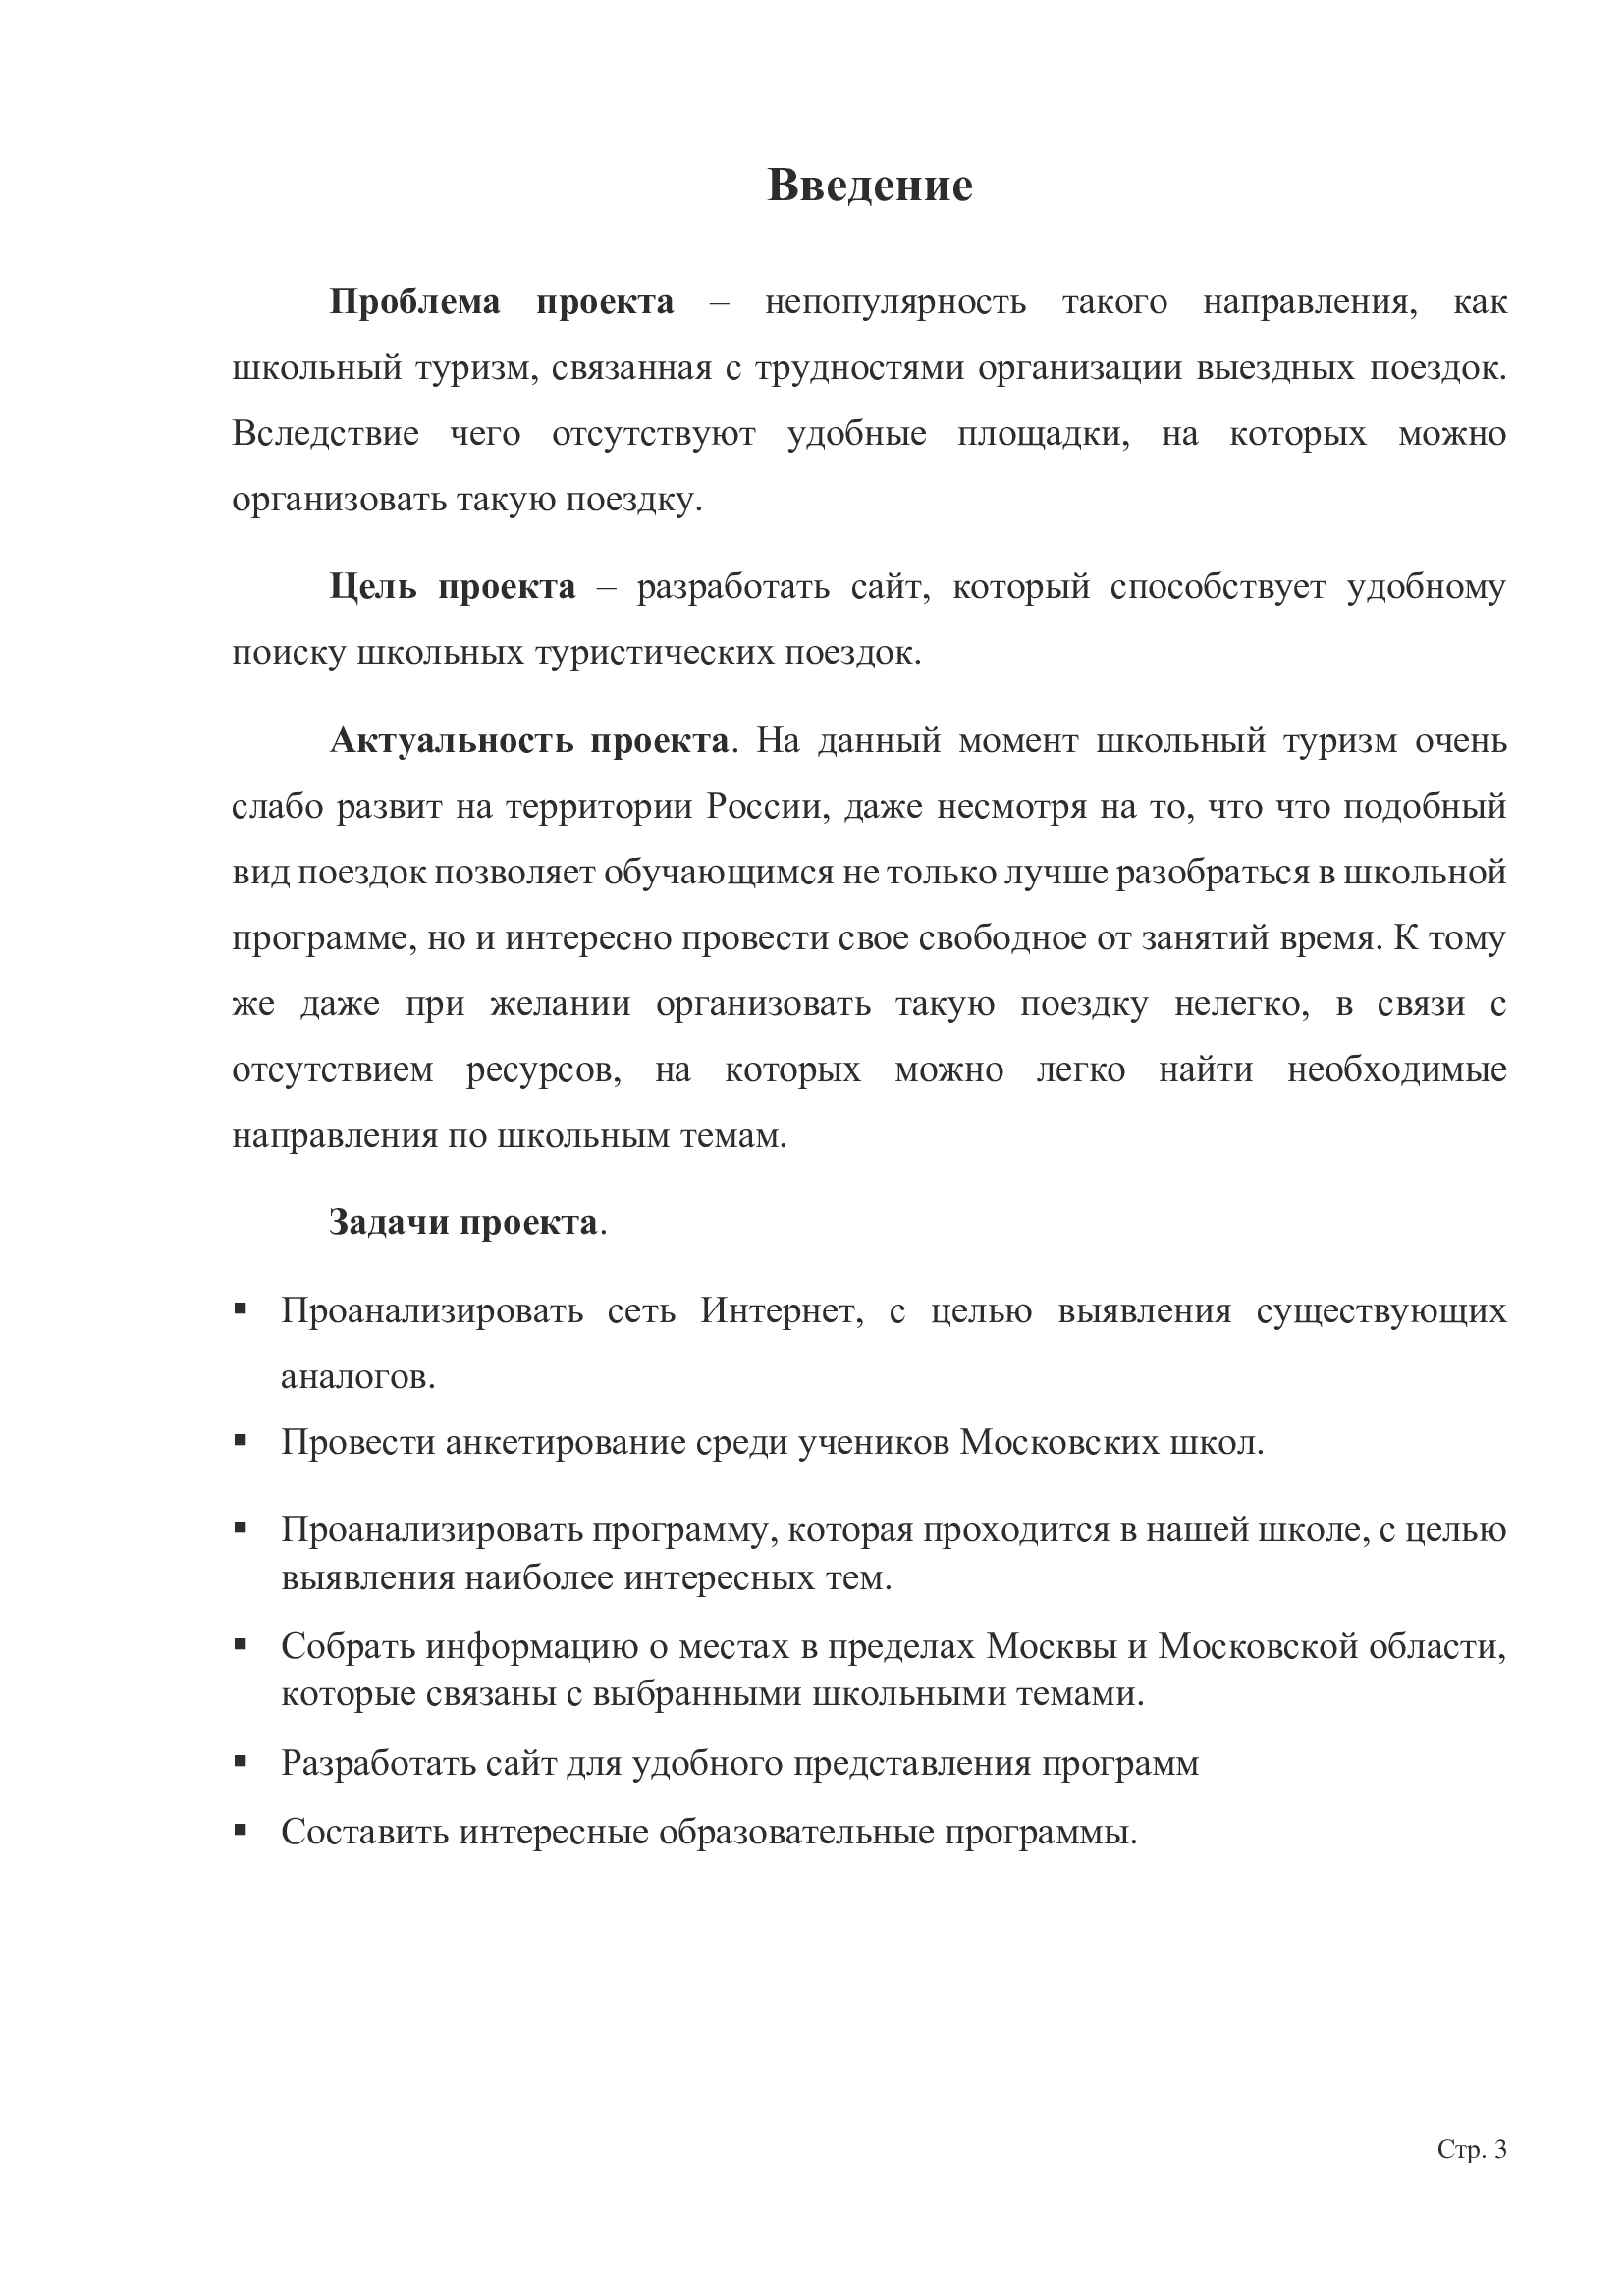 Введение
Проблема проекта – непопулярность такого направления, как
школьный туризм, связанная с трудностями организации выездных поездок.
Вследствие чего отсутствуют удобные площадки, на которых можно
организовать такую поездку.
Цель проекта – разработать сайт, который способствует удобному
поиску школьных туристических поездок.
Актуальность проекта. На данный момент школьный туризм очень
слабо развит на территории России, даже несмотря на то, что что подобный
вид поездок позволяет обучающимся не только лучше разобраться в школьной
программе, но и интересно провести свое свободное от занятий время. К тому
же даже при желании организовать такую поездку нелегко, в связи с
отсутствием ресурсов, на которых можно легко найти необходимые
направления по школьным темам.
Задачи проекта.
▪ Проанализировать сеть Интернет, с целью выявления существующих
аналогов.
▪ Провести анкетирование среди учеников Московских школ.
▪ Проанализировать программу, которая проходится в нашей школе, с целью
выявления наиболее интересных тем.
▪ Собрать информацию о местах в пределах Москвы и Московской области,
которые связаны с выбранными школьными темами.
▪ Разработать сайт для удобного представления программ
▪ Составить интересные образовательные программы.
Стр. 3